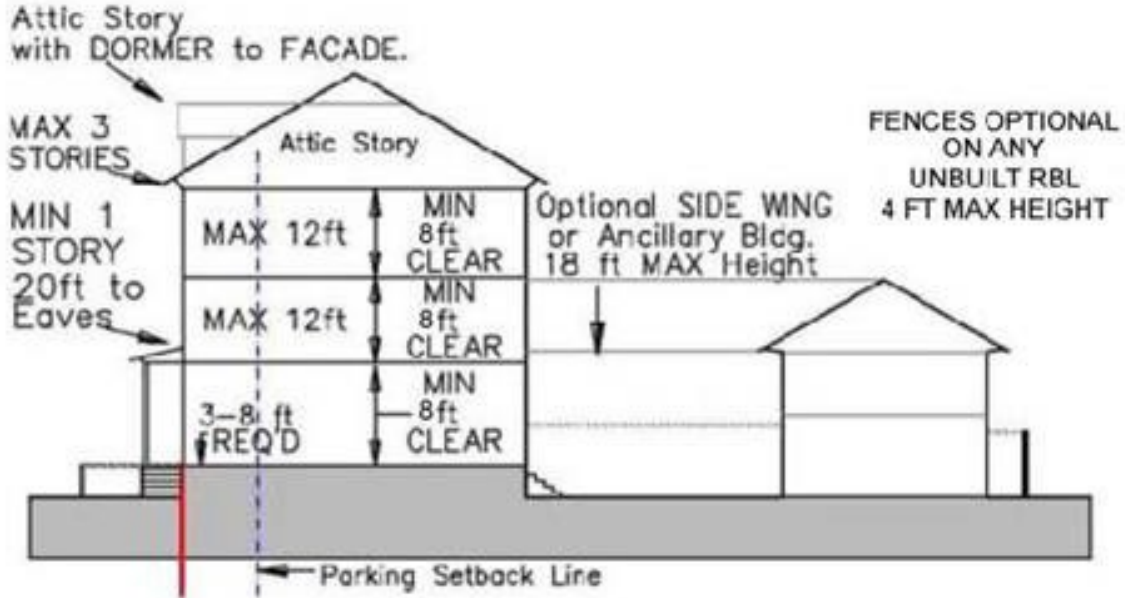 Attic Story
with DORMER to FACADE.
MAX 3
STORIES
MIN 1
STORY
20ft to
Eaves
Attic Story
MAX 12ft
MIN
8ft
CLEAR
MAX 12ft
MIN
8ft
CLEAR
3-8 ft
REQ'D
MIN
8ft
CLEAR
Optional SIDE WING
or Ancillary Bldg.
18 ft MAX Height
FENCES OPTIONAL
ON ANY
UNBUILT RBL
4 FT MAX HEIGHT
Parking Setback Line